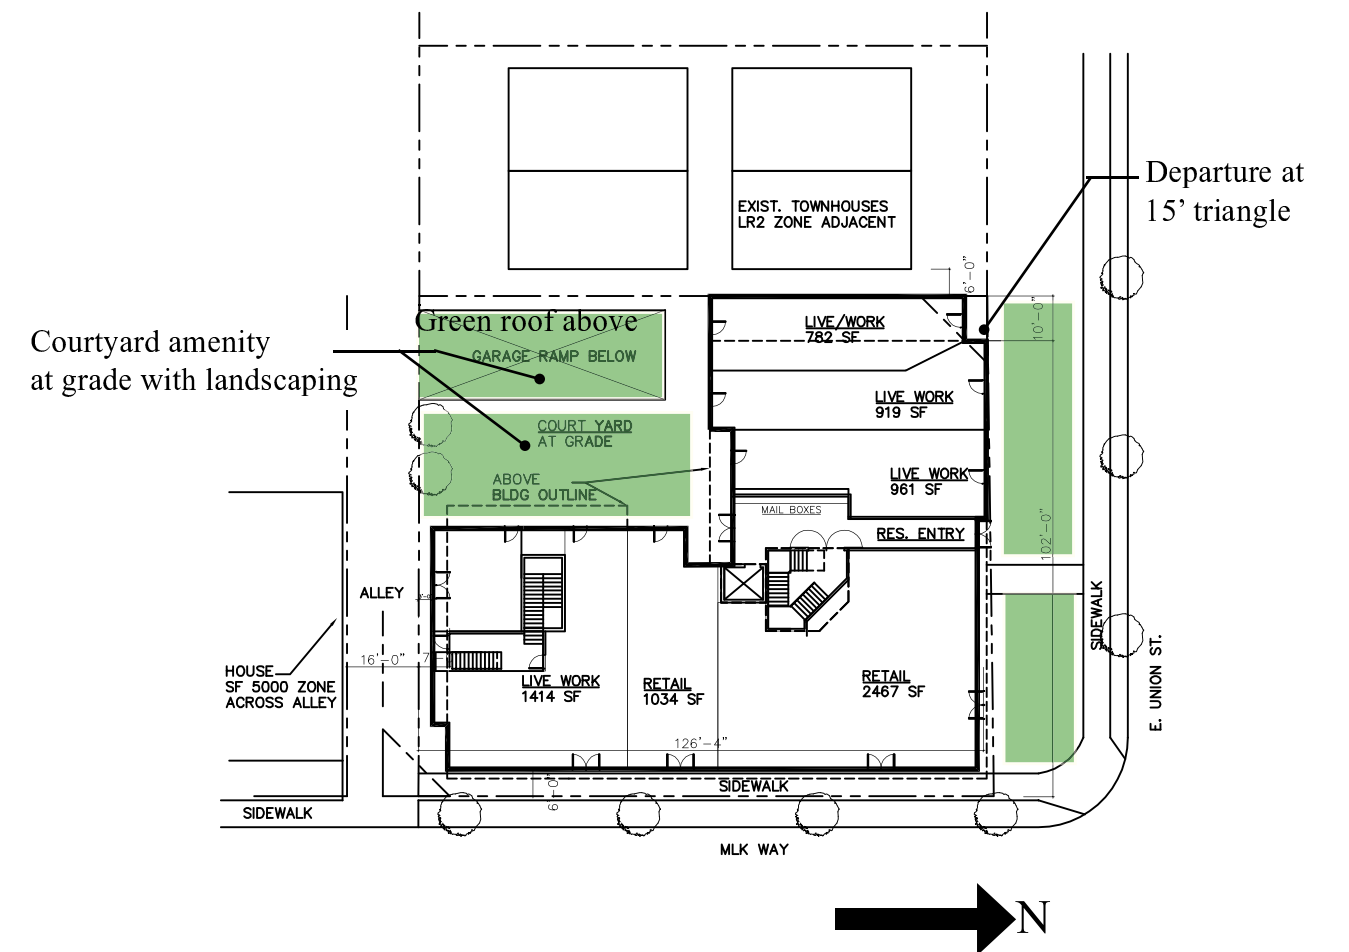 Departure at
15’ triangle
EXIST. TOWNHOUSES
LR2 ZONE ADJACENT
6'-0"
10'-0"
Green roof above
GARAGE RAMP BELOW
Courtyard amenity
at grade with landscaping
LIVE/WORK
782 SF
LIVE WORK
919 SF
COURT YARD
AT GRADE
ABOVE
BLDG OUTLINE
LIVE WORK
961 SF
MAIL BOXES
RES. ENTRY
102'-0"
ALLEY
16'-0"
HOUSE
SF 5000 ZONE
ACROSS ALLEY
LIVE WORK
1414 SF
RETAIL
1034 SF
RETAIL
2467 SF
SIDEWALK
E. UNION ST.
126'-4"
6'-0"
SIDEWALK
SIDEWALK
MLK WAY
N